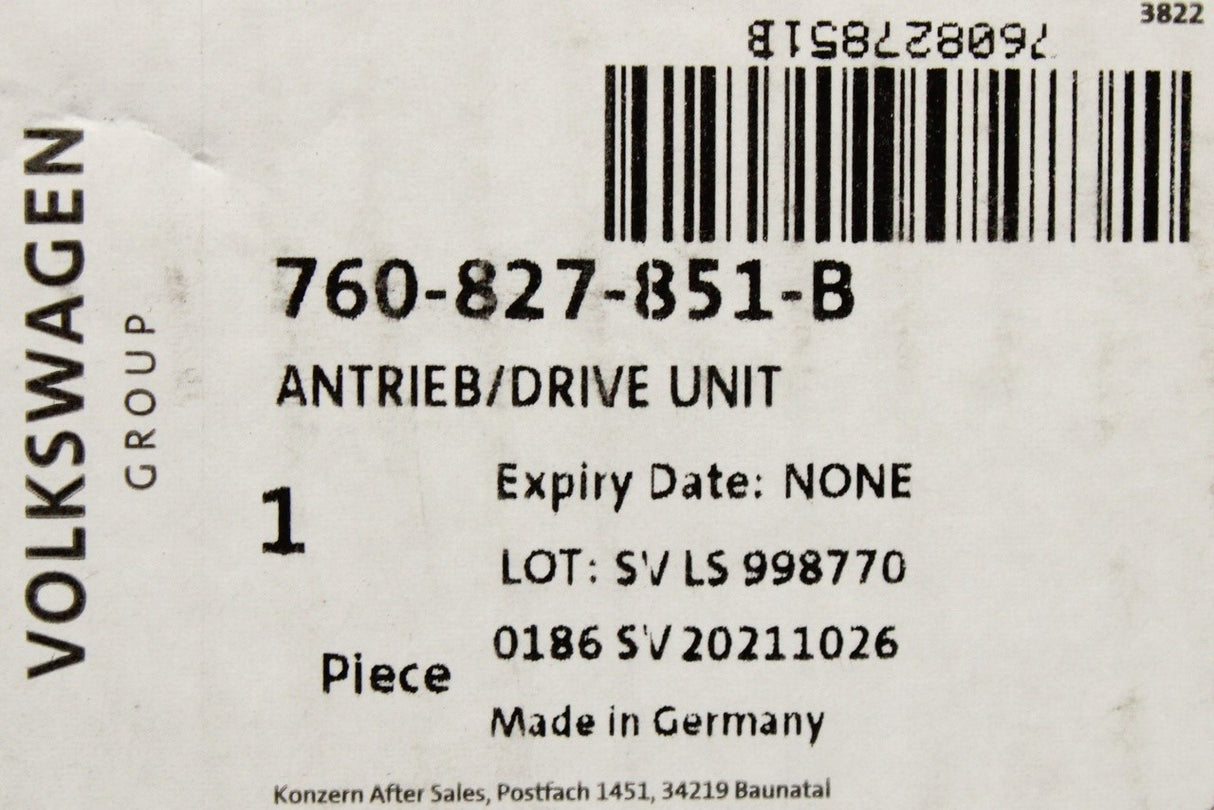 3822
760827851B
VOLKSWAGEN
GROUP
760-827-851-B
ANTRIEB/DRIVE UNIT
1
Piece
Expiry Date: NONE
LOT: SV LS 998770
0186 SV 20211026
Made in Germany
Konzern After Sales, Postfach 1451, 34219 Baunatal